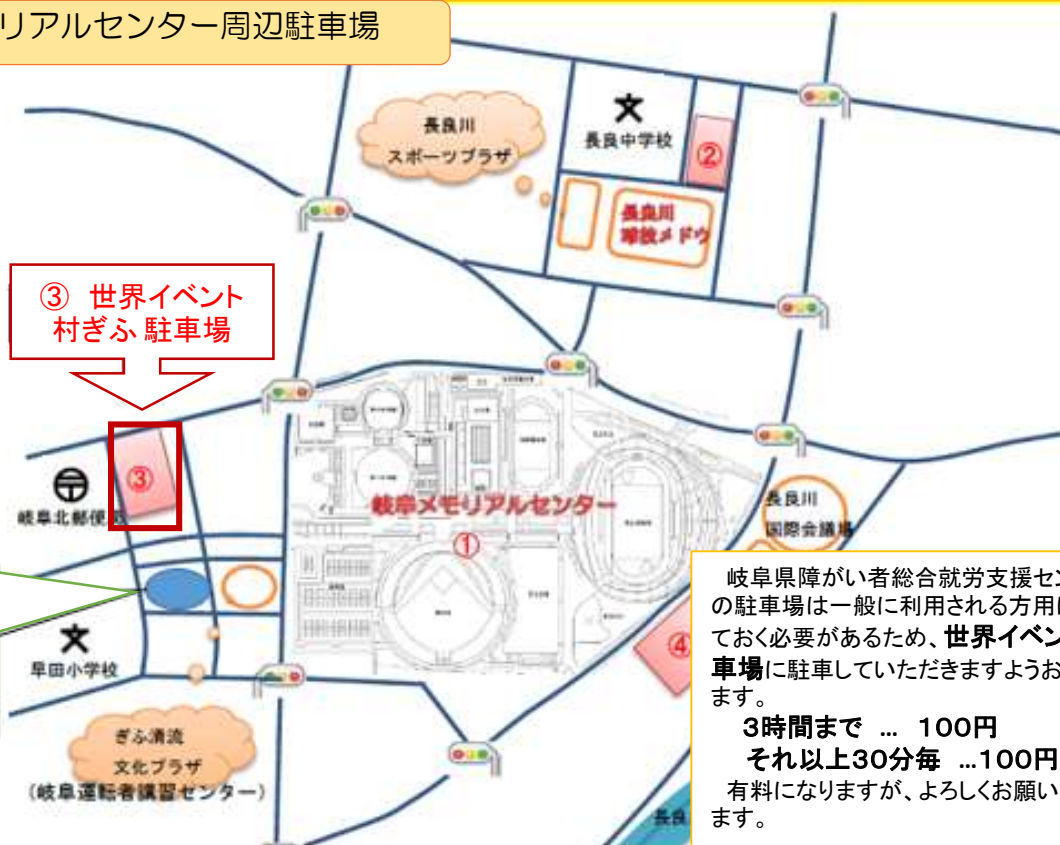 リアルセンター周辺駐車場
長良川
スポーツプラザ
長良中学校
②
長良川
球技メドウ
③ 世界イベント
村ぎふ 駐車場
③
岐阜北郵便
岐阜メモリアルセンター
①
長良川
国際会議場
④
早田小学校
ぎふ清流
文化プラザ
(岐阜運転者講習センター)
長良
岐阜県障がい者総合就労支援セン
の駐車場は一般に利用される方用に
ておく必要があるため、世界イベン
車場に駐車していただきますようお
ます。
3時間まで … 100円
それ以上30分毎 …100円
有料になりますが、よろしくお願い
ます。